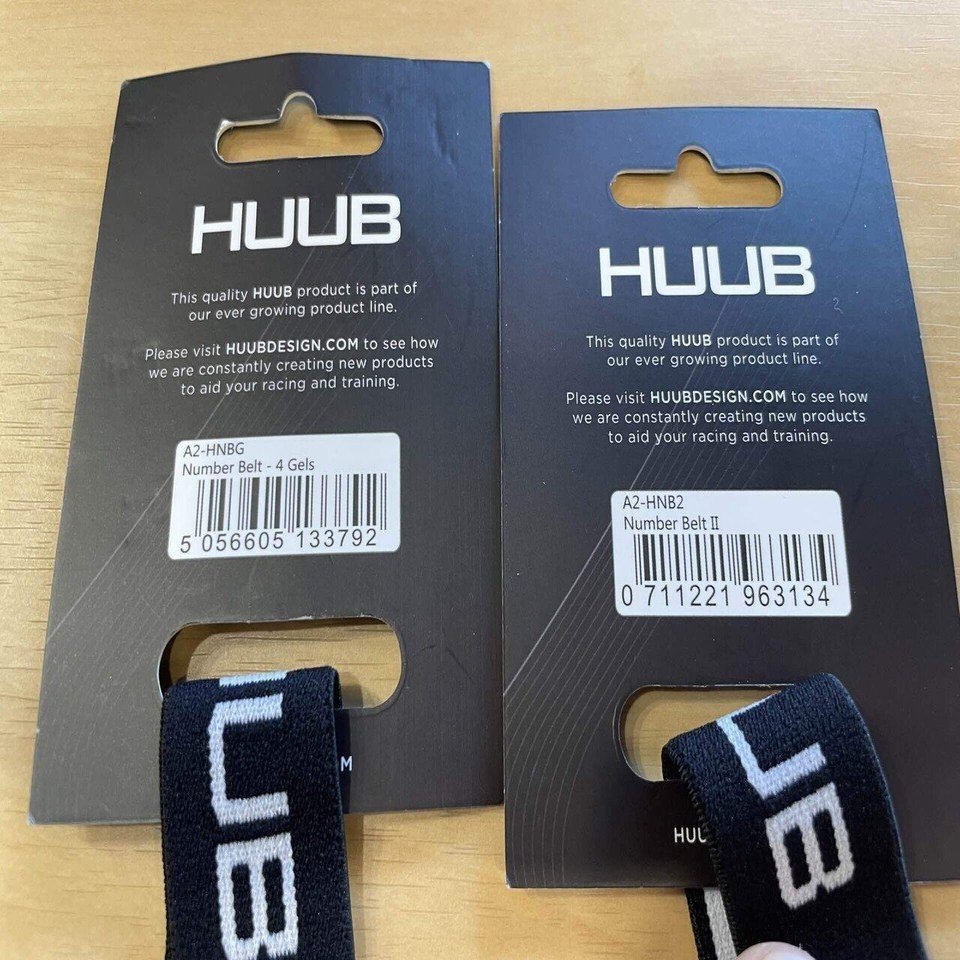 HUUB
This quality HUUB product is part of
our ever growing product line.
Please visit HUUBDESIGN.COM to see how
we are constantly creating new products
to aid your racing and training.
A2-HNBG
Number Belt - 4 Gels
5 056605 133792
M
UUB
HUUB
This quality HUUB product is part of
our ever growing product line.
Please visit HUUBDESIGN.COM to see how
we are constantly creating new products
to aid your racing and training.
A2-HNB2
Number Belt II
0 711221 963134
HUU
UB